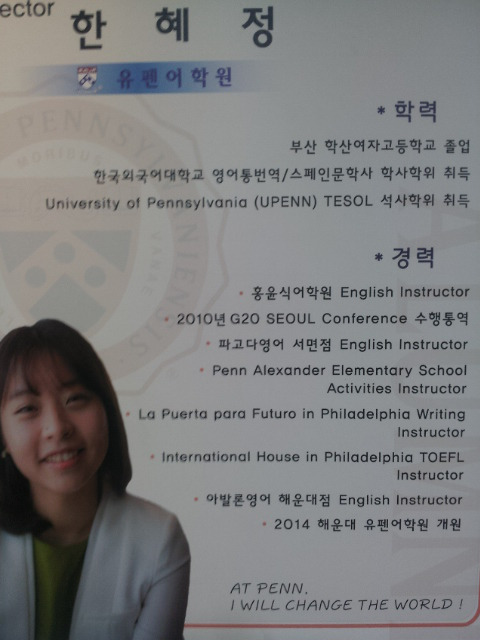 ector
한 혜 정
유펜어학원
* 학력
부산 학산여자고등학교 졸업
한국외국어대학교 영어통번역/스페인문학사 학사학위 취득
University of Pennsylvania (UPENN) TESOL 석사학위 취득
* 경력
• 홍윤식어학원 English Instructor
• 2010년 G20 SEOUL Conference 수행통역
• 파고다영어 서면점 English Instructor
• Penn Alexander Elementary School
Activities Instructor
• La Puerta para Futuro in Philadelphia Writing
Instructor
• International House in Philadelphia TOEFL
Instructor
• 아발론영어 해운대점 English Instructor
• 2014 해운대 유펜어학원 개원
AT PENN,
I WILL CHANGE THE WORLD !